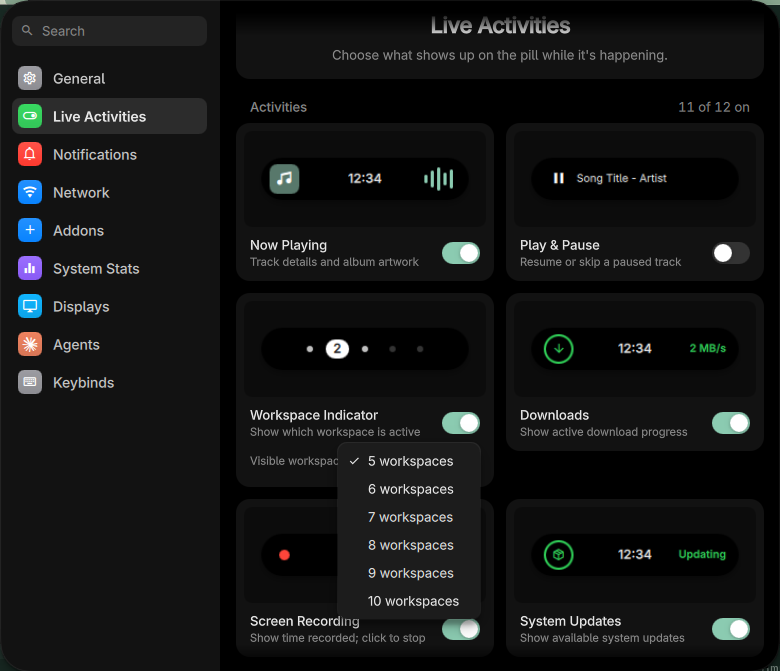 Search
General
Live Activities
Notifications
Network
Addons
System Stats
Displays
Agents
Keybinds
Live Activities
Choose what shows up on the pill while it's happening.
Activities
11 of 12 on
12:34
Now Playing
Track details and album artwork
Song Title - Artist
Play & Pause
Resume or skip a paused track
2
Workspace Indicator
Show which workspace is active
Visible workspac
5 workspaces
6 workspaces
7 workspaces
8 workspaces
9 workspaces
10 workspaces
12:34
2 MB/s
Downloads
Show active download progress
Screen Recording
Show time recorded; click to stop
12:34
Updating
System Updates
Show available system updates